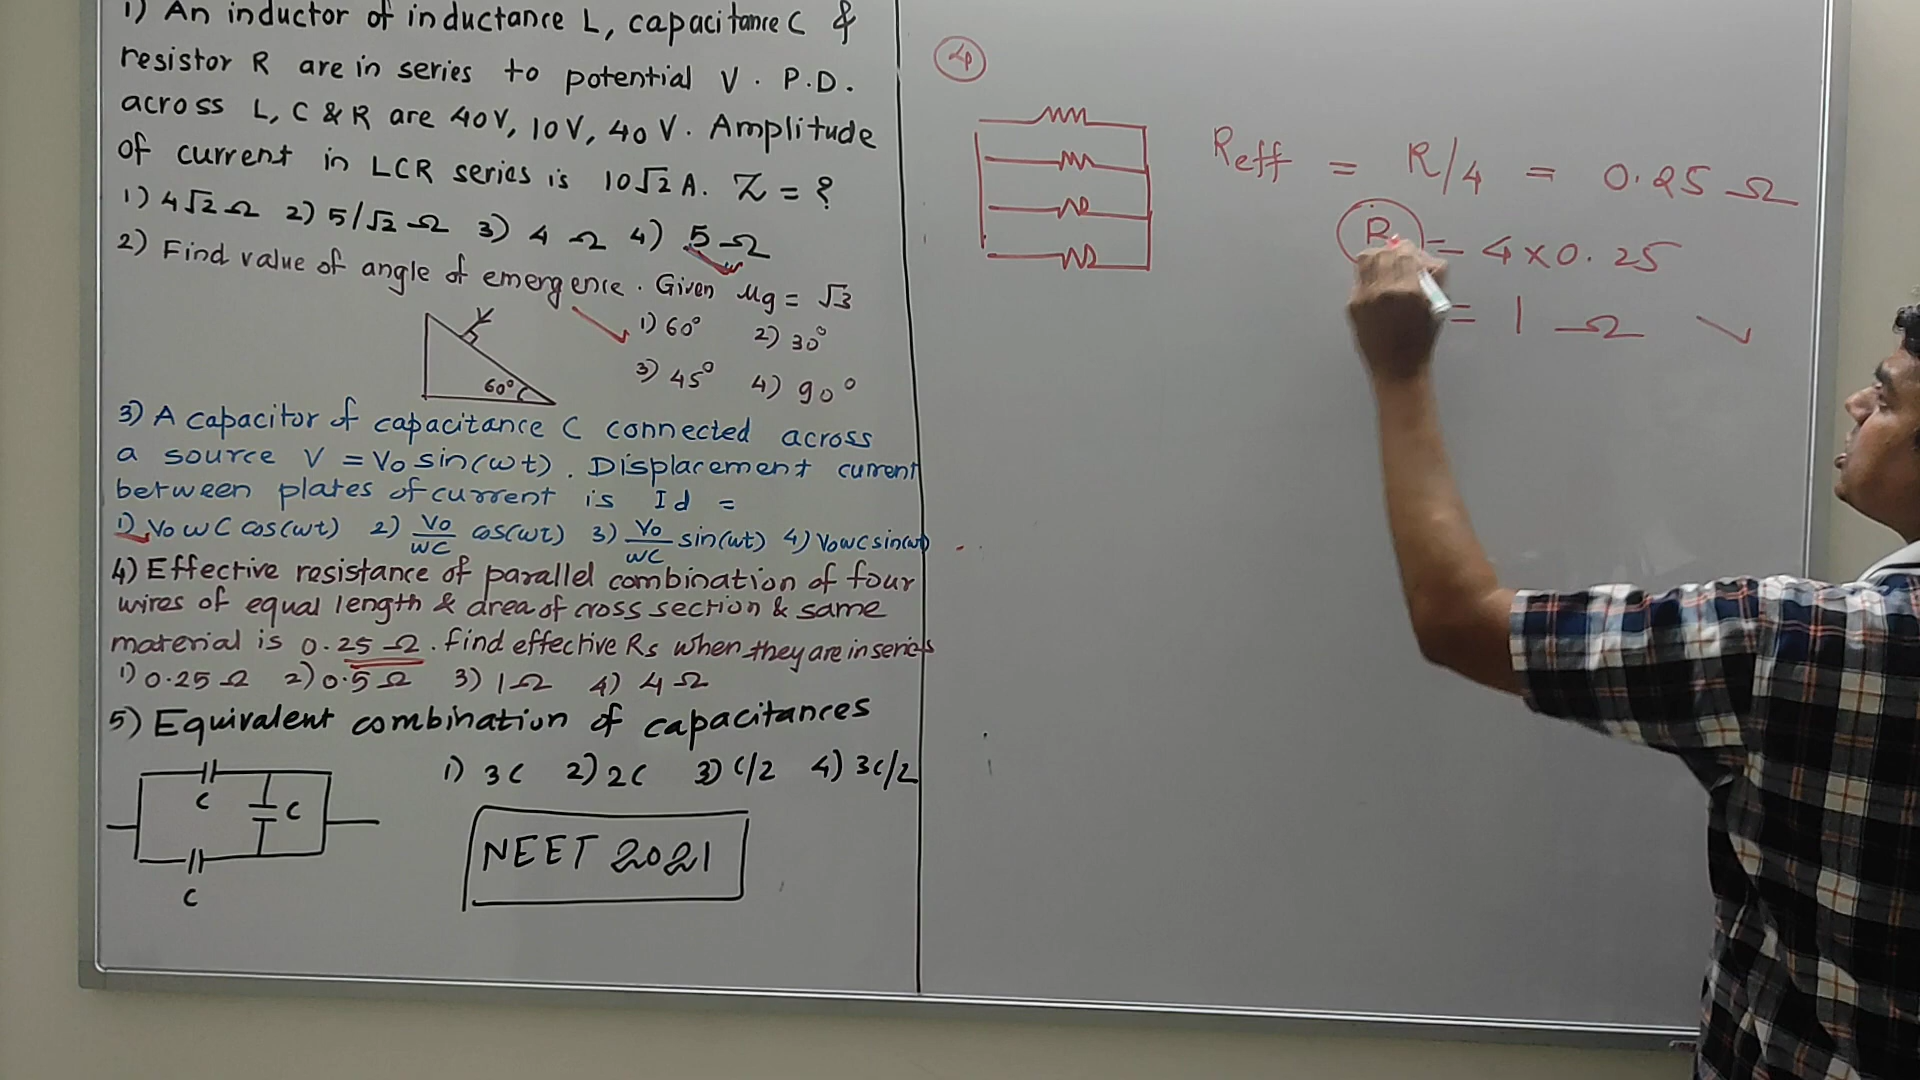 1) An inductor of inductance L, capacitance C &
resistor R are in series to potential V. P.D.
across L, C & R are 40V, 10V, 40V. Amplitude
of current in LCR series is 10√2 A. Z = ?
1) 4√2 Ω 2) 5/√2 Ω 3) 4 Ω 4) 5 Ω
2) Find value of angle of emergence. Given μg = √3
1) 60° 2) 30°
3) 45° 4) 90°
60°
3) A capacitor of capacitance C connected across
a source V = V₀ sin(ωt). Displacement current
between plates of current is Id =
1) V₀ωC cos(ωt) 2) V₀/ωC cos(ωt) 3) V₀/ωC sin(ωt) 4) V₀ωC sin(ωt)
4) Effective resistance of parallel combination of four
wires of equal length & area of cross section & same
material is 0.25 Ω. find effective Rs when they are in series
1) 0.25 Ω 2) 0.5 Ω 3) 1 Ω 4) 4 Ω
5) Equivalent combination of capacitances
1) 3C 2) 2C 3) C/2 4) 3C/2
C
C
C
NEET 2021
Reff = R/4 = 0.25 Ω
R = 4 × 0.25
= 1 Ω